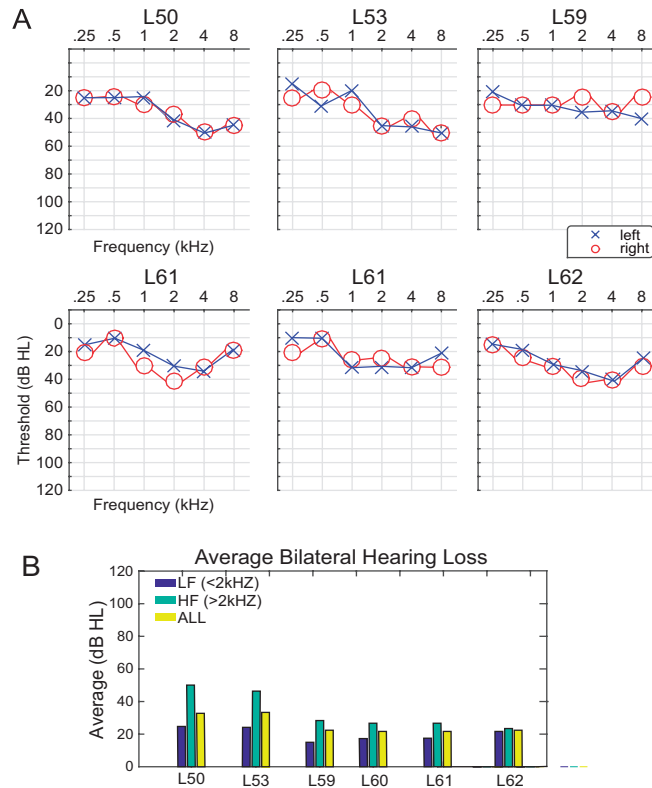 A
L50 L53 L59
.25 .5 1 2 4 8 .25 .5 1 2 4 8 .25 .5 1 2 4 8
20
40
60
80
100
120
Frequency (kHz)
left
right
L61 L61 L62
.25 .5 1 2 4 8 .25 .5 1 2 4 8 .25 .5 1 2 4 8
Threshold (dB HL)
0
20
40
60
80
100
120
Frequency (kHz)
B
Average Bilateral Hearing Loss
Average (dB HL)
120
100
80
60
40
20
0
LF (<2kHZ)
HF (>2kHZ)
ALL
L50 L53 L59 L60 L61 L62